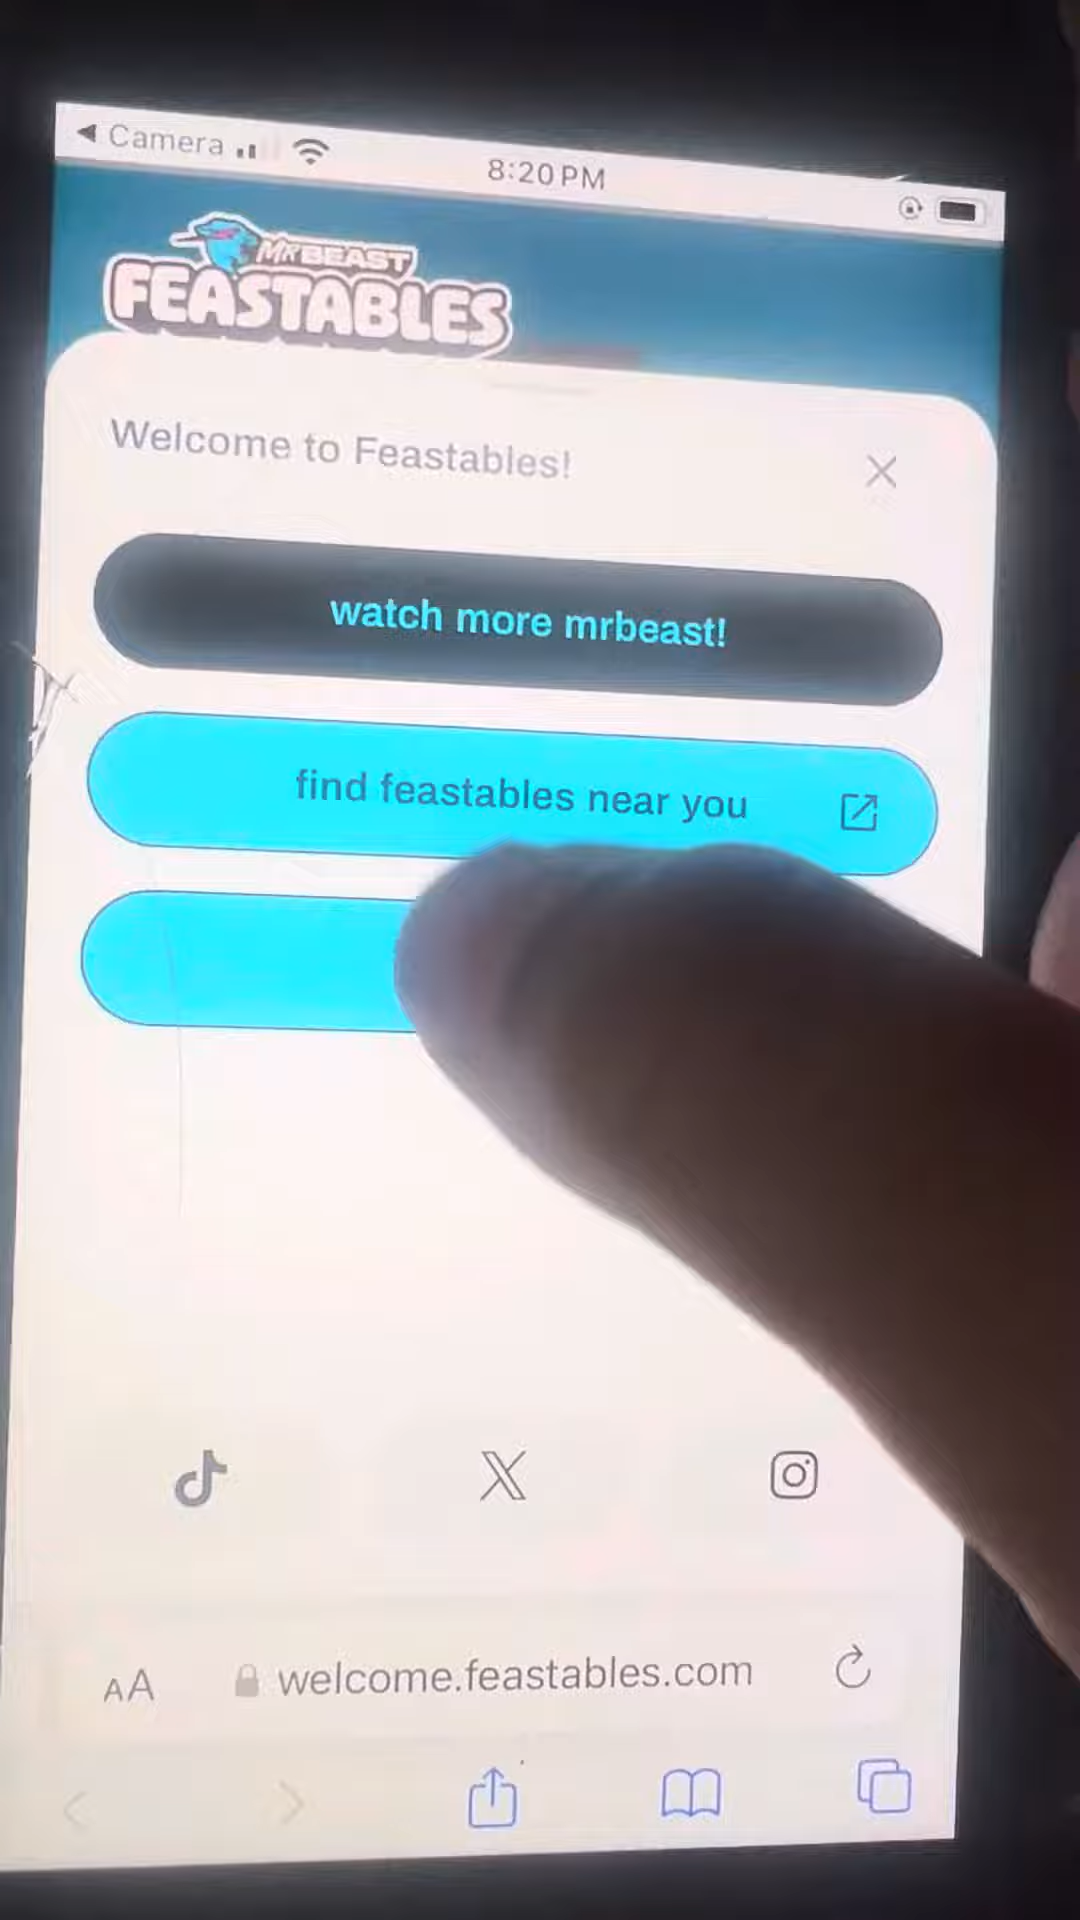 Camera
8:20 PM
MRBEAST
FEASTABLES
Welcome to Feastables!
watch more mrbeast!
find feastables near you
AA
welcome.feastables.com